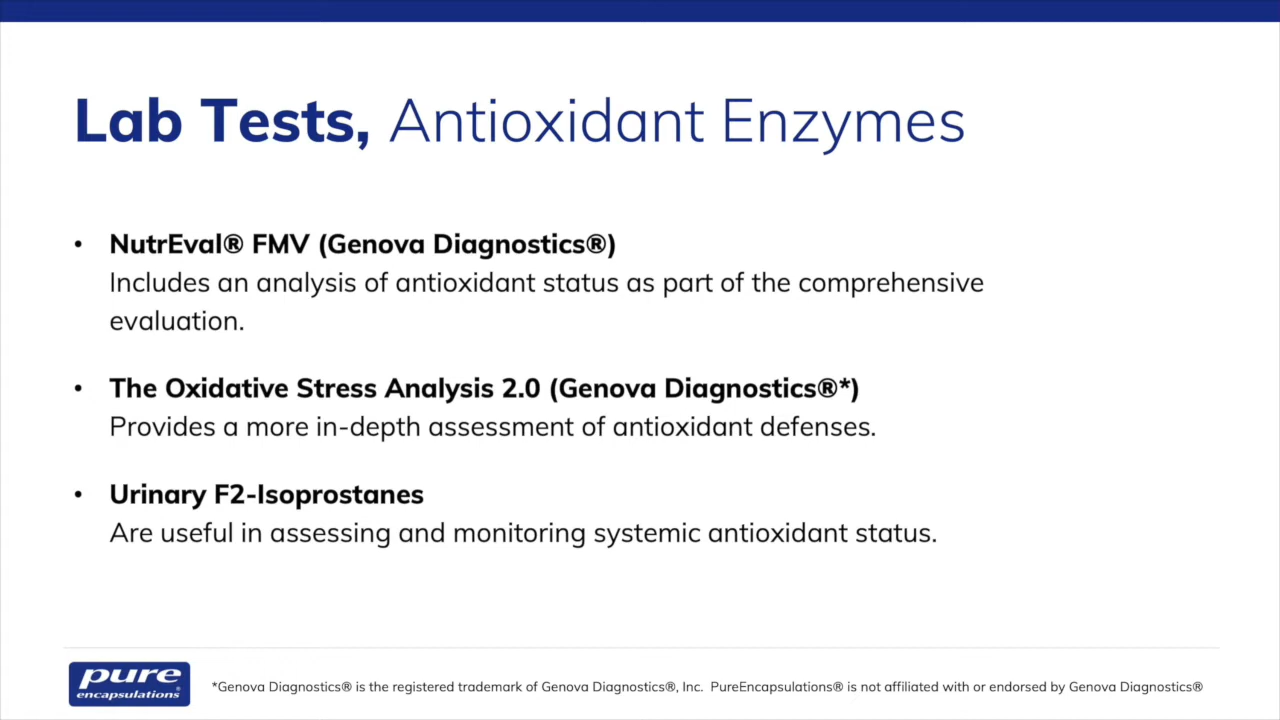 Lab Tests, Antioxidant Enzymes
• NutrEval® FMV (Genova Diagnostics®)
Includes an analysis of antioxidant status as part of the comprehensive
evaluation.
• The Oxidative Stress Analysis 2.0 (Genova Diagnostics®*)
Provides a more in-depth assessment of antioxidant defenses.
• Urinary F2-Isoprostanes
Are useful in assessing and monitoring systemic antioxidant status.
pure
encapsulations®
*Genova Diagnostics® is the registered trademark of Genova Diagnostics®, Inc. PureEncapsulations® is not affiliated with or endorsed by Genova Diagnostics®